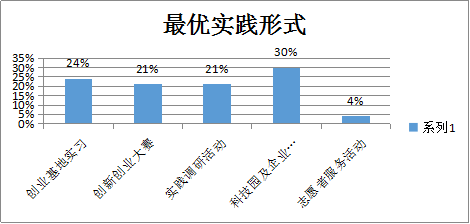 最优实践形式
35%
30%
25%
20%
15%
10%
5%
0%
24%
21%
21%
30%
4%
创业基地实习
创新创业大赛
实践调研活动
科技园及企业…
志愿者服务活动
系列1